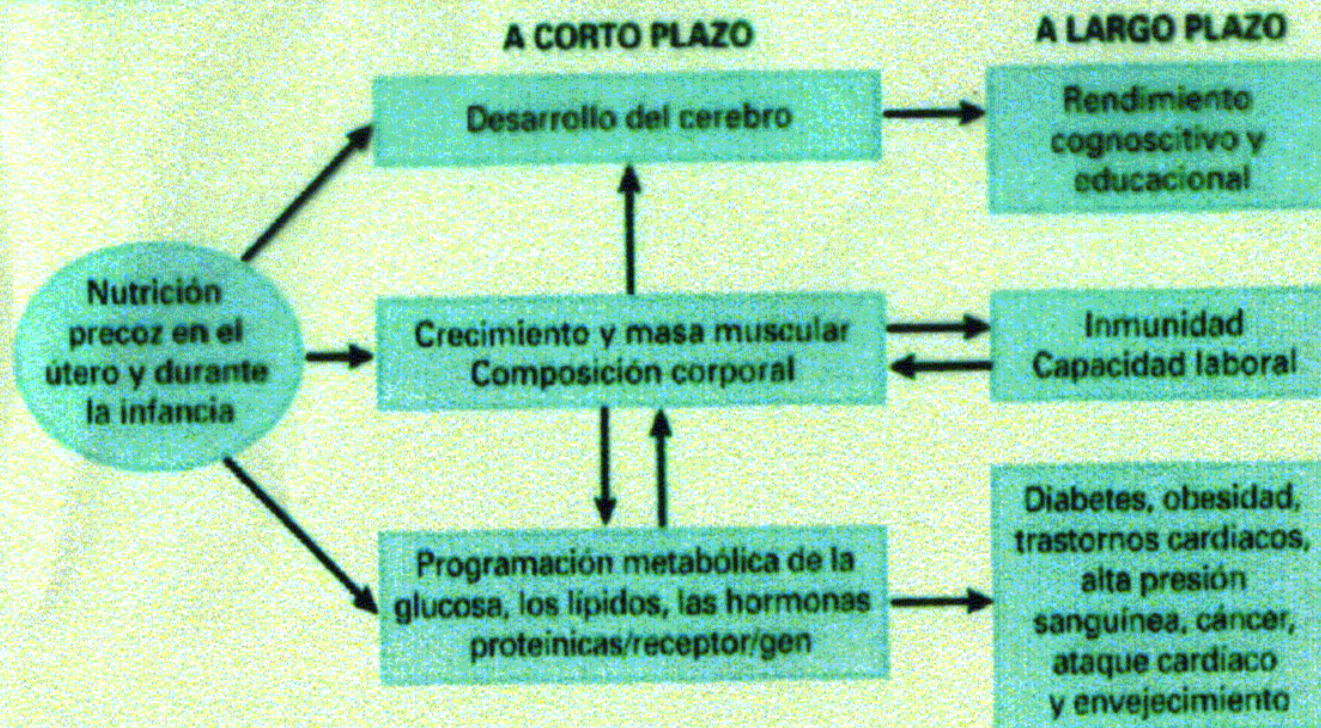 A CORTO PLAZO
A LARGO PLAZO
Desarrollo del cerebro
Rendimiento
cognoscitivo y
educacional
Nutrición
precoz en el
útero y durante
la infancia
Crecimiento y masa muscular
Composición corporal
Inmunidad
Capacidad laboral
Programación metabólica de la
glucosa, los lípidos, las hormonas
proteínicas/receptor/gen
Diabetes, obesidad,
trastornos cardíacos,
alta presión
sanguínea, cáncer,
ataque cardíaco
y envejecimiento